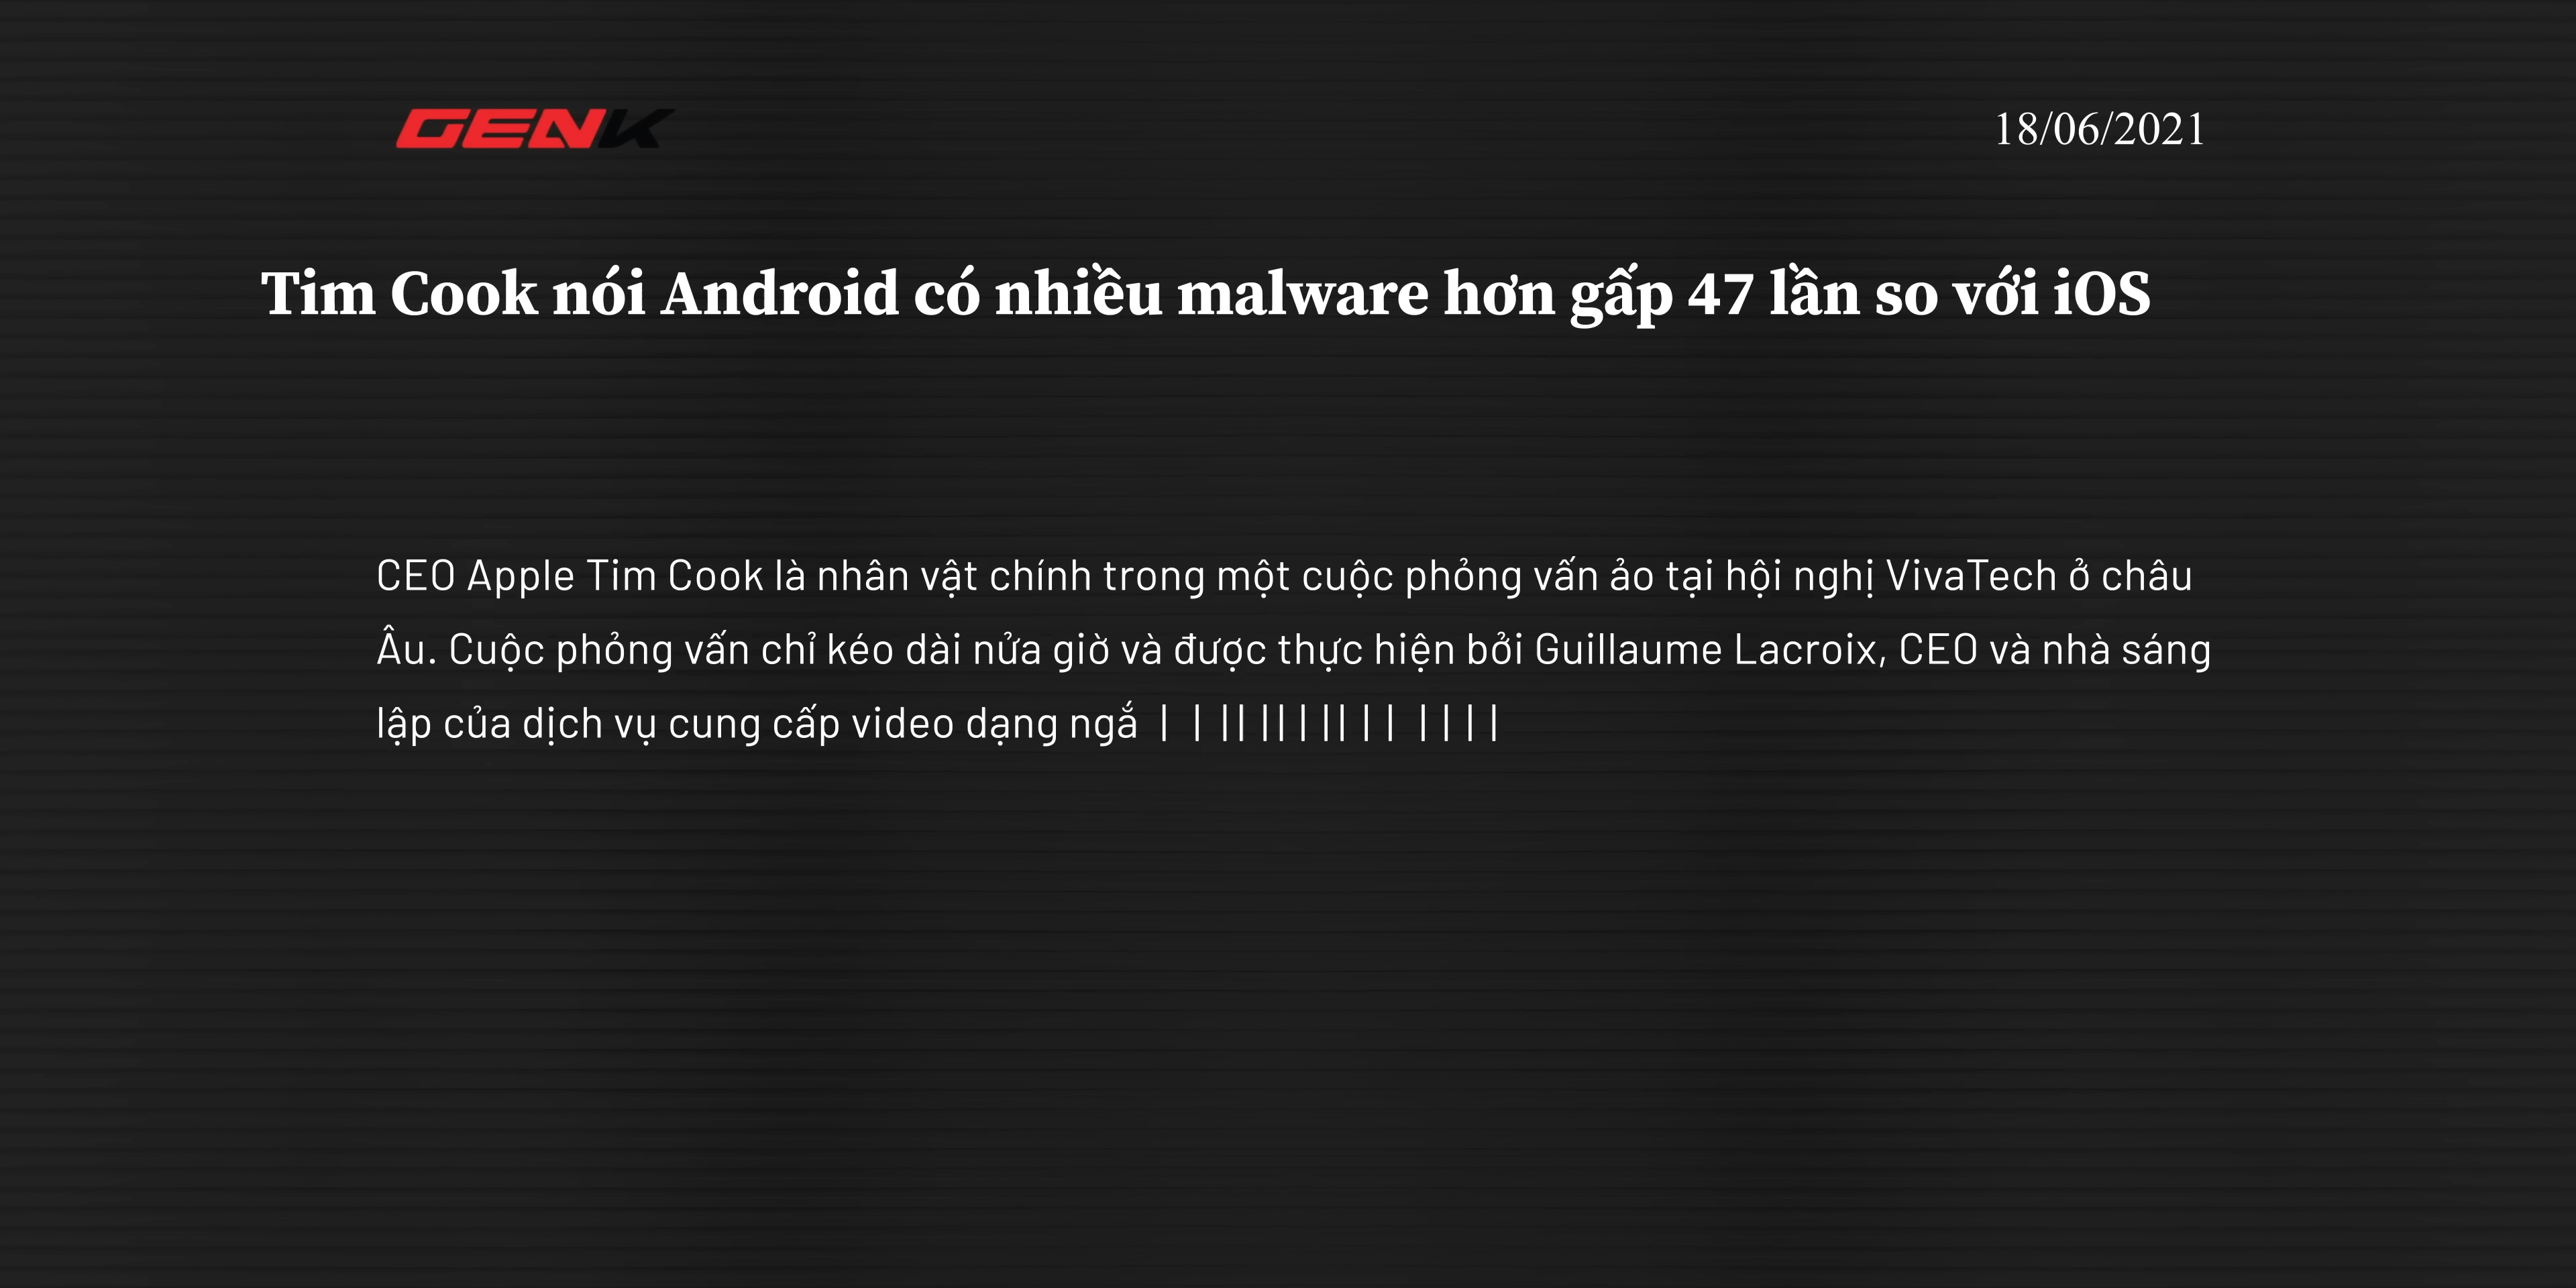 GENK
18/06/2021
Tim Cook nói Android có nhiều malware hơn gấp 47 lần so với iOS
CEO Apple Tim Cook là nhân vật chính trong một cuộc phỏng vấn ảo tại hội nghị VivaTech ở châu
Âu. Cuộc phỏng vấn chỉ kéo dài nửa giờ và được thực hiện bởi Guillaume Lacroix, CEO và nhà sáng
lập của dịch vụ cung cấp video dạng ngắ